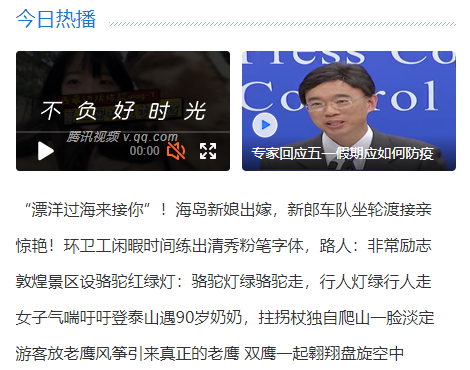 今日热播
不负好时光
腾讯视频 v.qq.com
00:00
ress Co
Control
专家回应五一假期应如何防疫
“漂洋过海来接你”！海岛新娘出嫁，新郎车队坐轮渡接亲
惊艳！环卫工闲暇时间练出清秀粉笔字体，路人：非常励志
敦煌景区设骆驼红绿灯：骆驼灯绿骆驼走，行人灯绿行人走
女子气喘吁吁登泰山遇90岁奶奶，拄拐杖独自爬山一脸淡定
游客放老鹰风筝引来真正的老鹰 双鹰一起翱翔盘旋空中